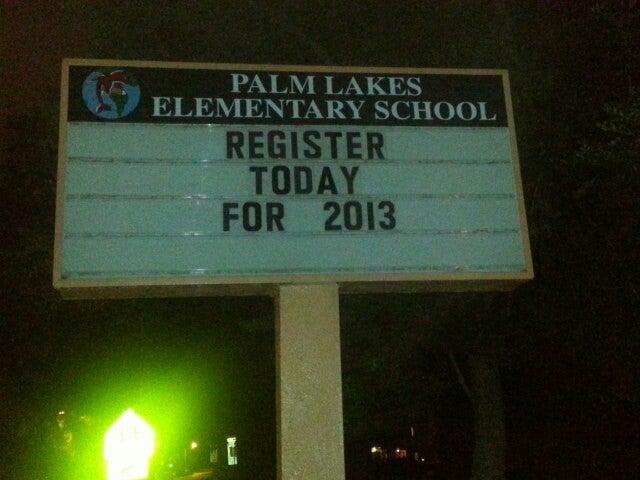 PALM LAKES
ELEMENTARY SCHOOL
REGISTER
TODAY
FOR 2013